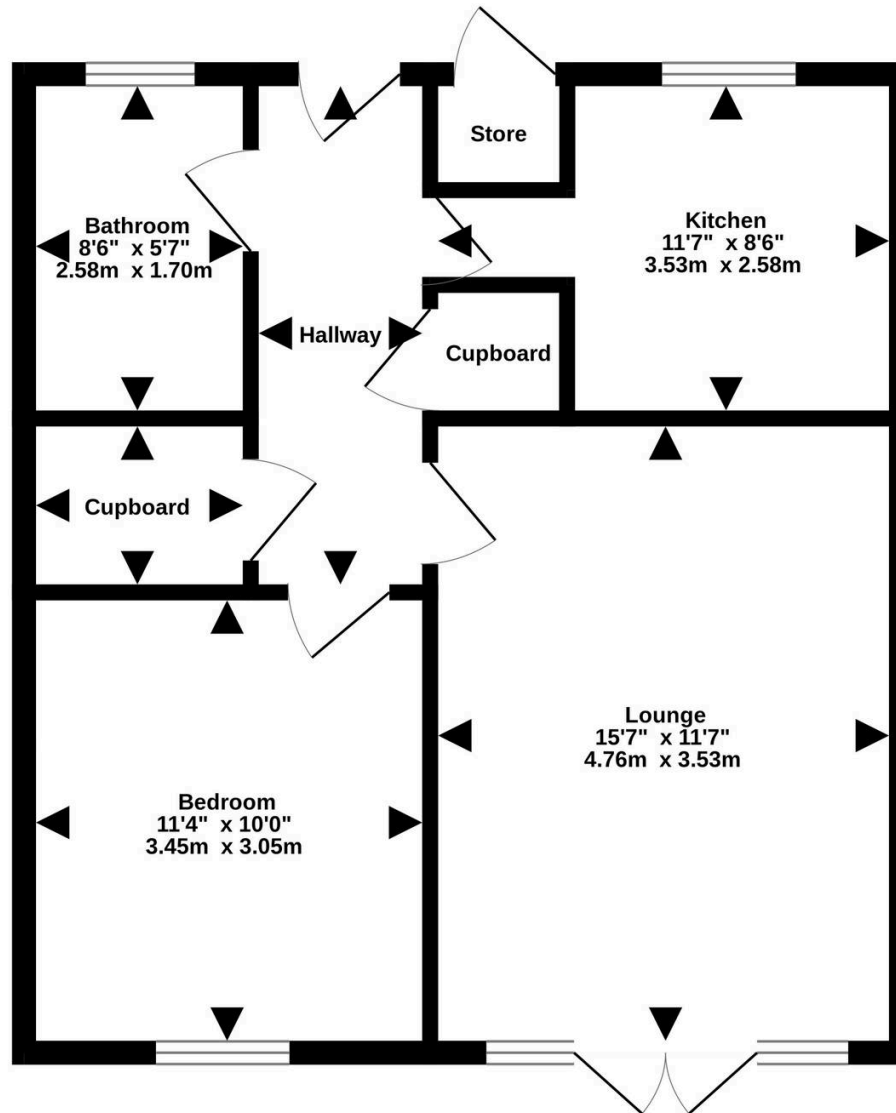 Store
Bathroom
8'6" x 5'7"
2.58m x 1.70m
Kitchen
11'7" x 8'6"
3.53m x 2.58m
Hallway
Cupboard
Cupboard
Lounge
15'7" x 11'7"
4.76m x 3.53m
Bedroom
11'4" x 10'0"
3.45m x 3.05m